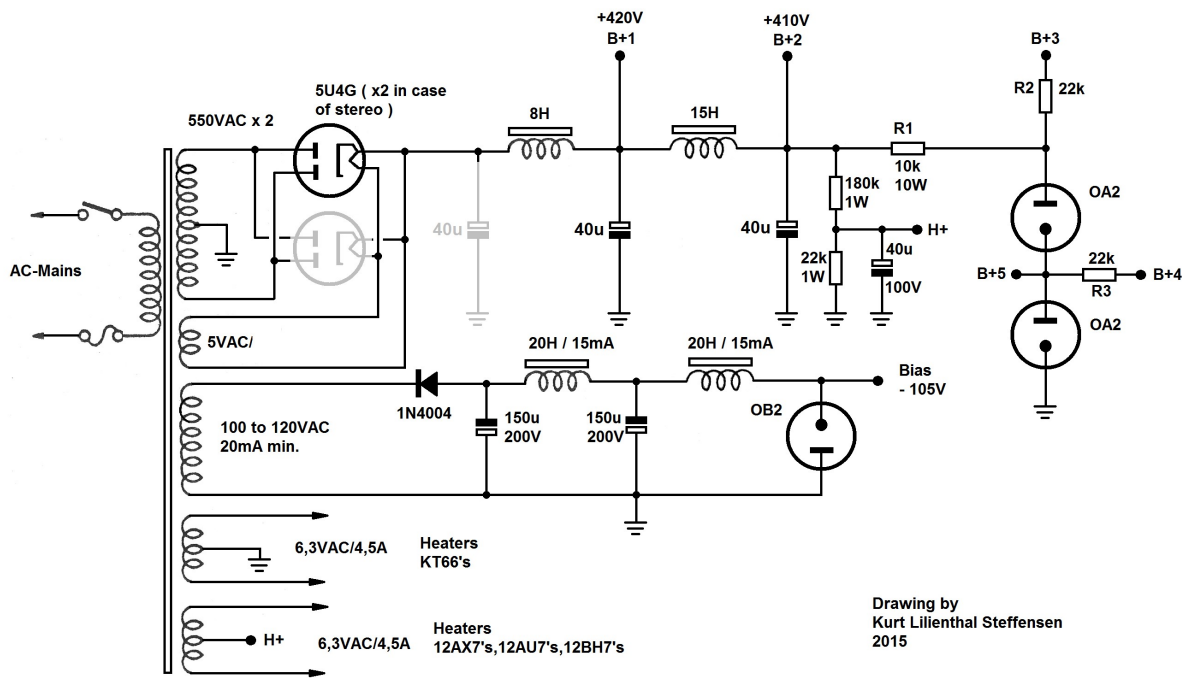 +420V
B+1
+410V
B+2
B+3
R2 22k
5U4G ( x2 in case
of stereo )
550VAC x 2
8H
15H
R1
10k
10W
180k
1W
OA2
40u
40u
40u
H+
22k
1W
40u
100V
B+5
22k
R3
B+4
AC-Mains
OA2
5VAC/
20H / 15mA
20H / 15mA
Bias
- 105V
1N4004
OB2
150u
200V
150u
200V
100 to 120VAC
20mA min.
6,3VAC/4,5A
Heaters
KT66's
H+
6,3VAC/4,5A
Heaters
12AX7's,12AU7's,12BH7's
Drawing by
Kurt Lilienthal Steffensen
2015